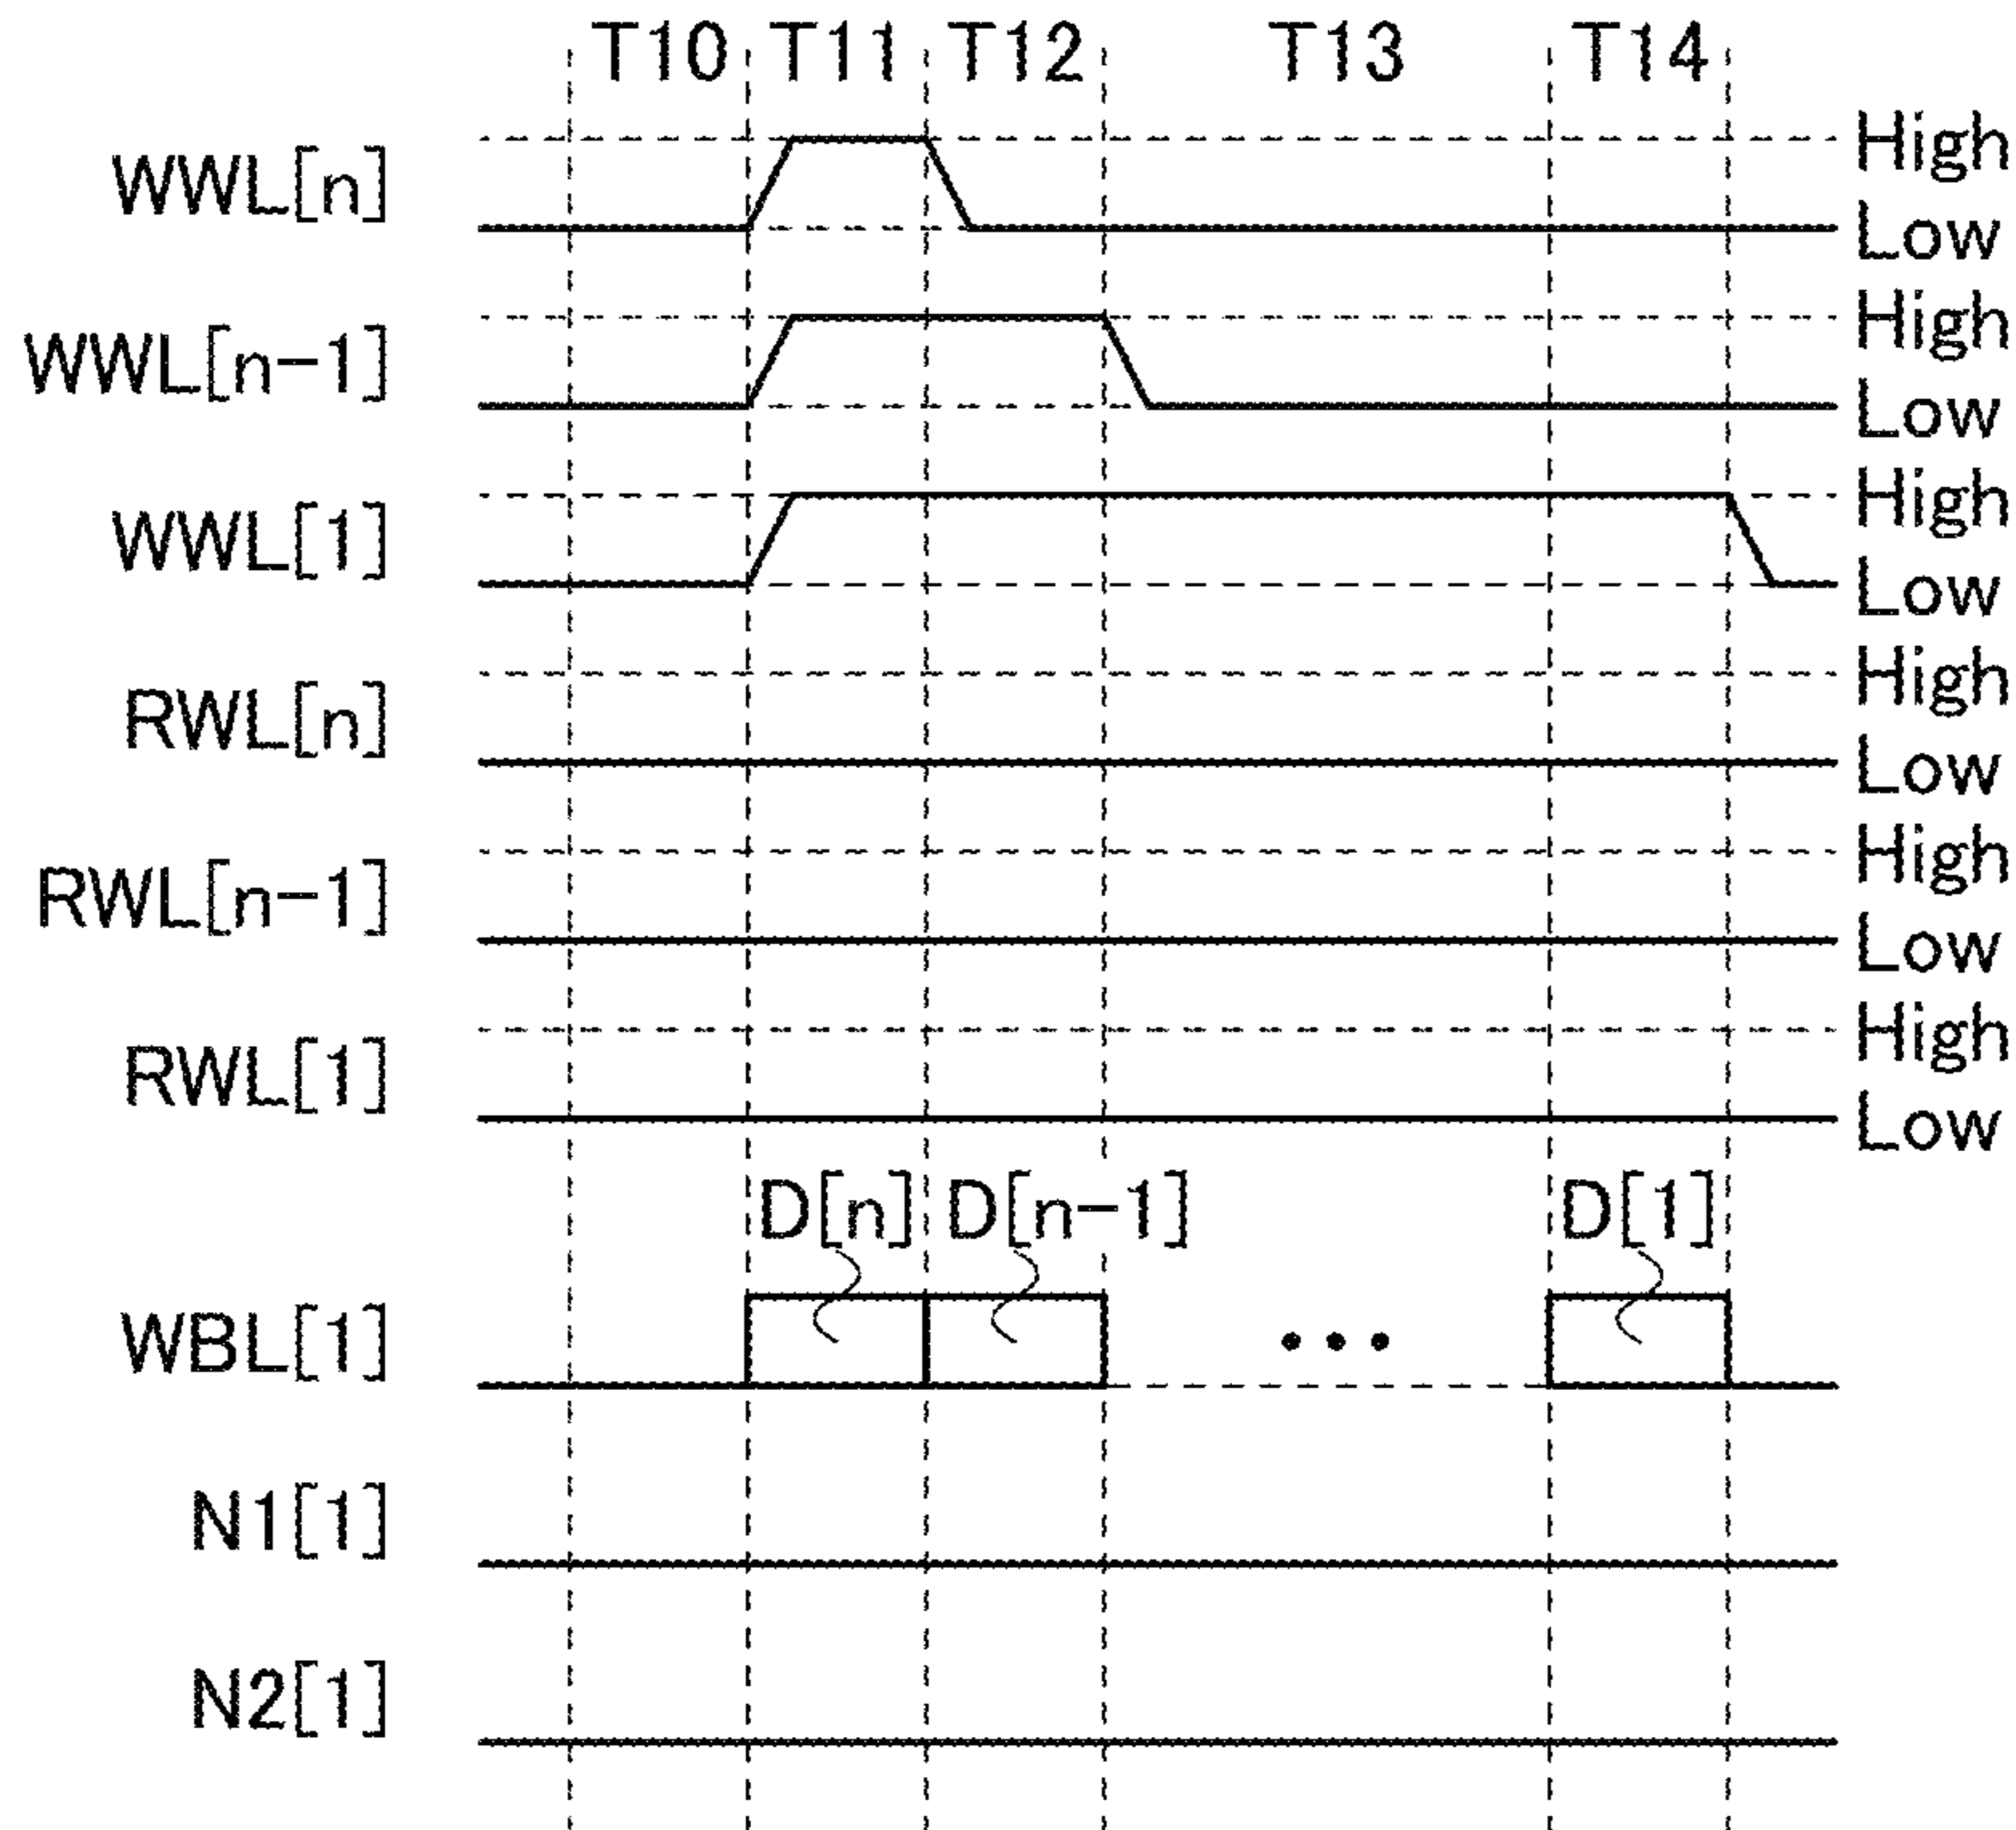 T10 T11 T12 T13 T14
WWL[n] High
Low
WWL[n-1] High
Low
WWL[1] High
Low
RWL[n] High
Low
RWL[n-1] High
Low
RWL[1] High
Low
D[n] D[n-1] D[1]
WBL[1] •••
N1[1]
N2[1]